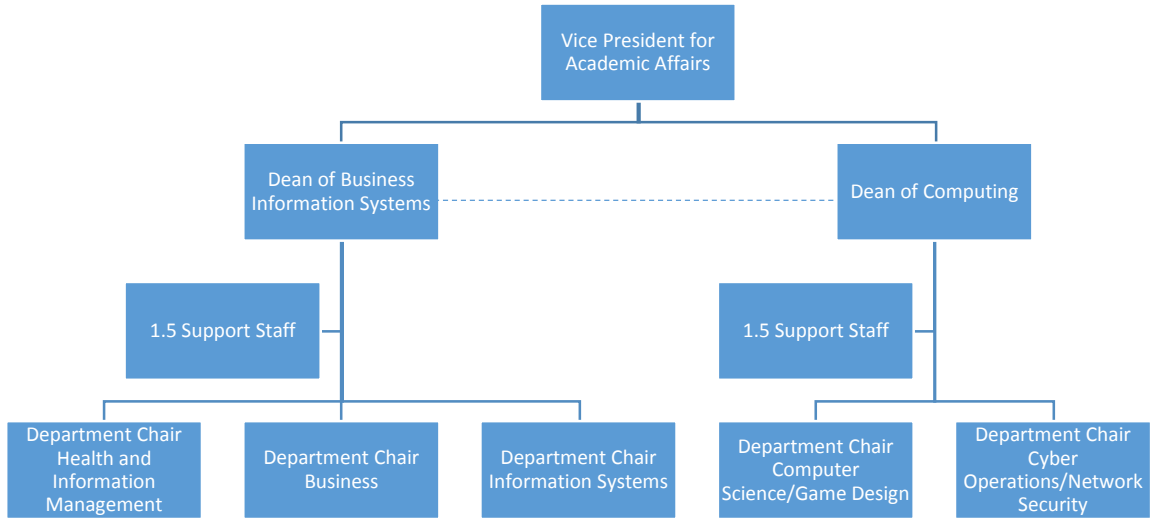 Vice President for
Academic Affairs
Dean of Business
Information Systems
Dean of Computing
1.5 Support Staff
1.5 Support Staff
Department Chair
Health and
Information
Management
Department Chair
Business
Department Chair
Information Systems
Department Chair
Computer
Science/Game Design
Department Chair
Cyber
Operations/Network
Security